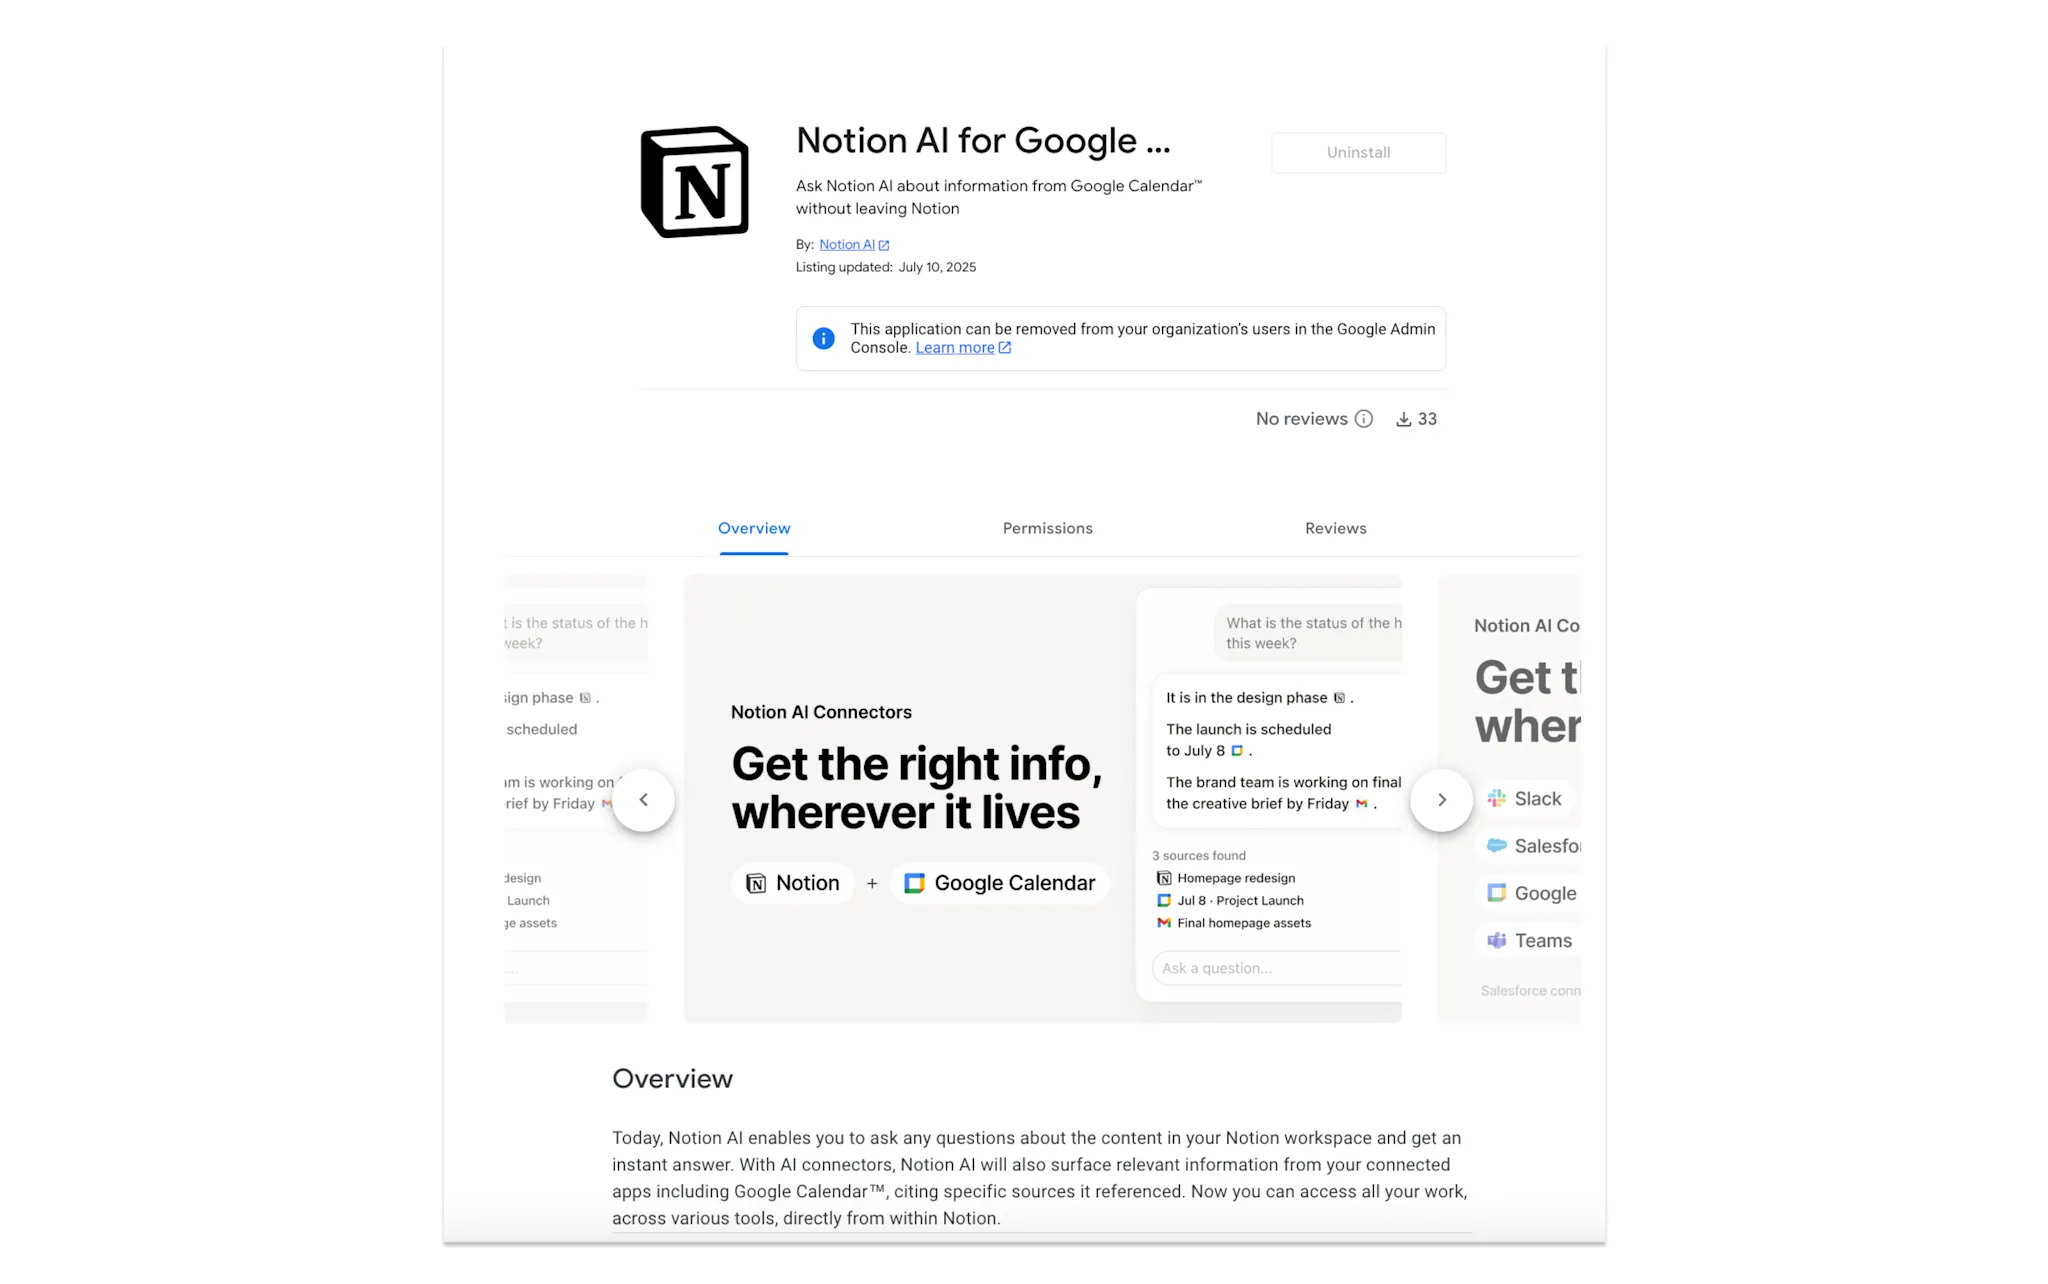 Notion AI for Google ...
Uninstall
Ask Notion AI about information from Google Calendar™
without leaving Notion
By: Notion AI
Listing updated: July 10, 2025
This application can be removed from your organization's users in the Google Admin
Console. Learn more
No reviews 33
Overview
Permissions
Reviews
is the status of the h
week?
sign phase .
scheduled
am is working on
rief by Friday
design
Launch
ge assets
...
Notion AI Connectors
Get the right info,
wherever it lives
Notion + Google Calendar
What is the status of the h
this week?
It is in the design phase .
The launch is scheduled
to July 8 .
The brand team is working on final
the creative brief by Friday .
3 sources found
Homepage redesign
Jul 8 · Project Launch
Final homepage assets
Ask a question...
Notion AI Co
Get t
wher
Slack
Salesfo
Google
Teams
Salesforce conn
Overview
Today, Notion AI enables you to ask any questions about the content in your Notion workspace and get an
instant answer. With AI connectors, Notion AI will also surface relevant information from your connected
apps including Google Calendar™, citing specific sources it referenced. Now you can access all your work,
across various tools, directly from within Notion.